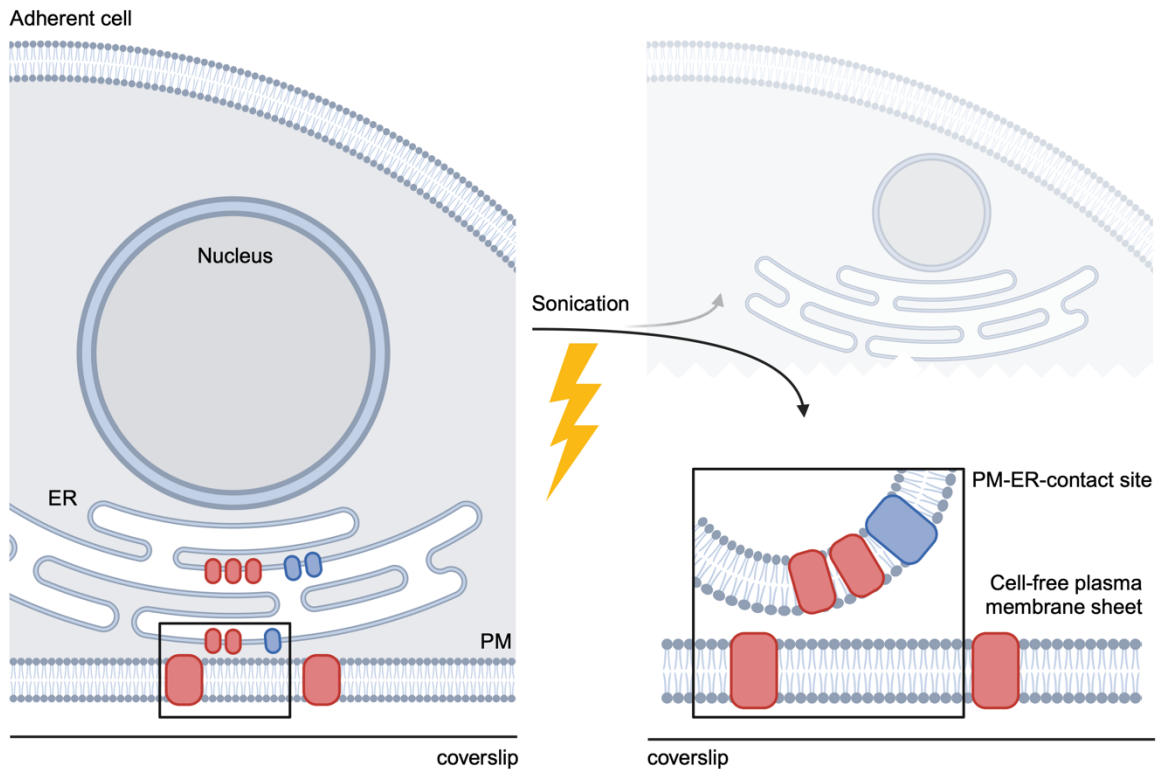 Adherent cell
Nucleus
Sonication
ER
PM
PM-ER-contact site
Cell-free plasma
membrane sheet
coverslip
coverslip